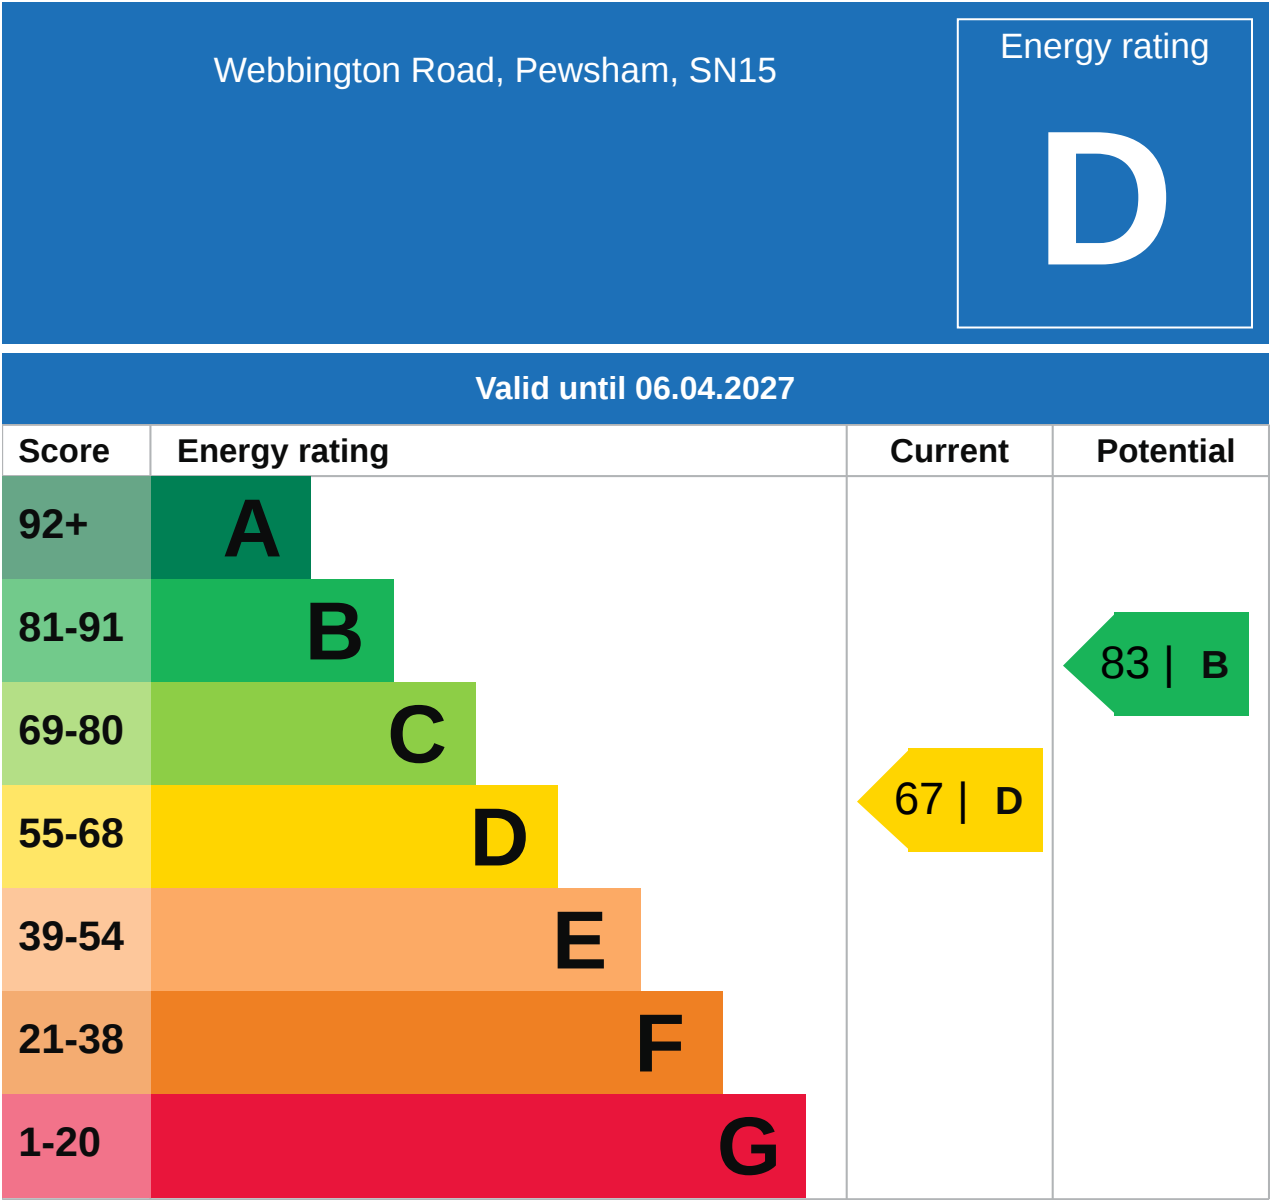 Webbington Road, Pewsham, SN15
Energy rating
D
Valid until 06.04.2027
Score Energy rating Current Potential
92+ A
81-91 B
83 | B
69-80 C
67 | D
55-68 D
39-54 E
21-38 F
1-20 G